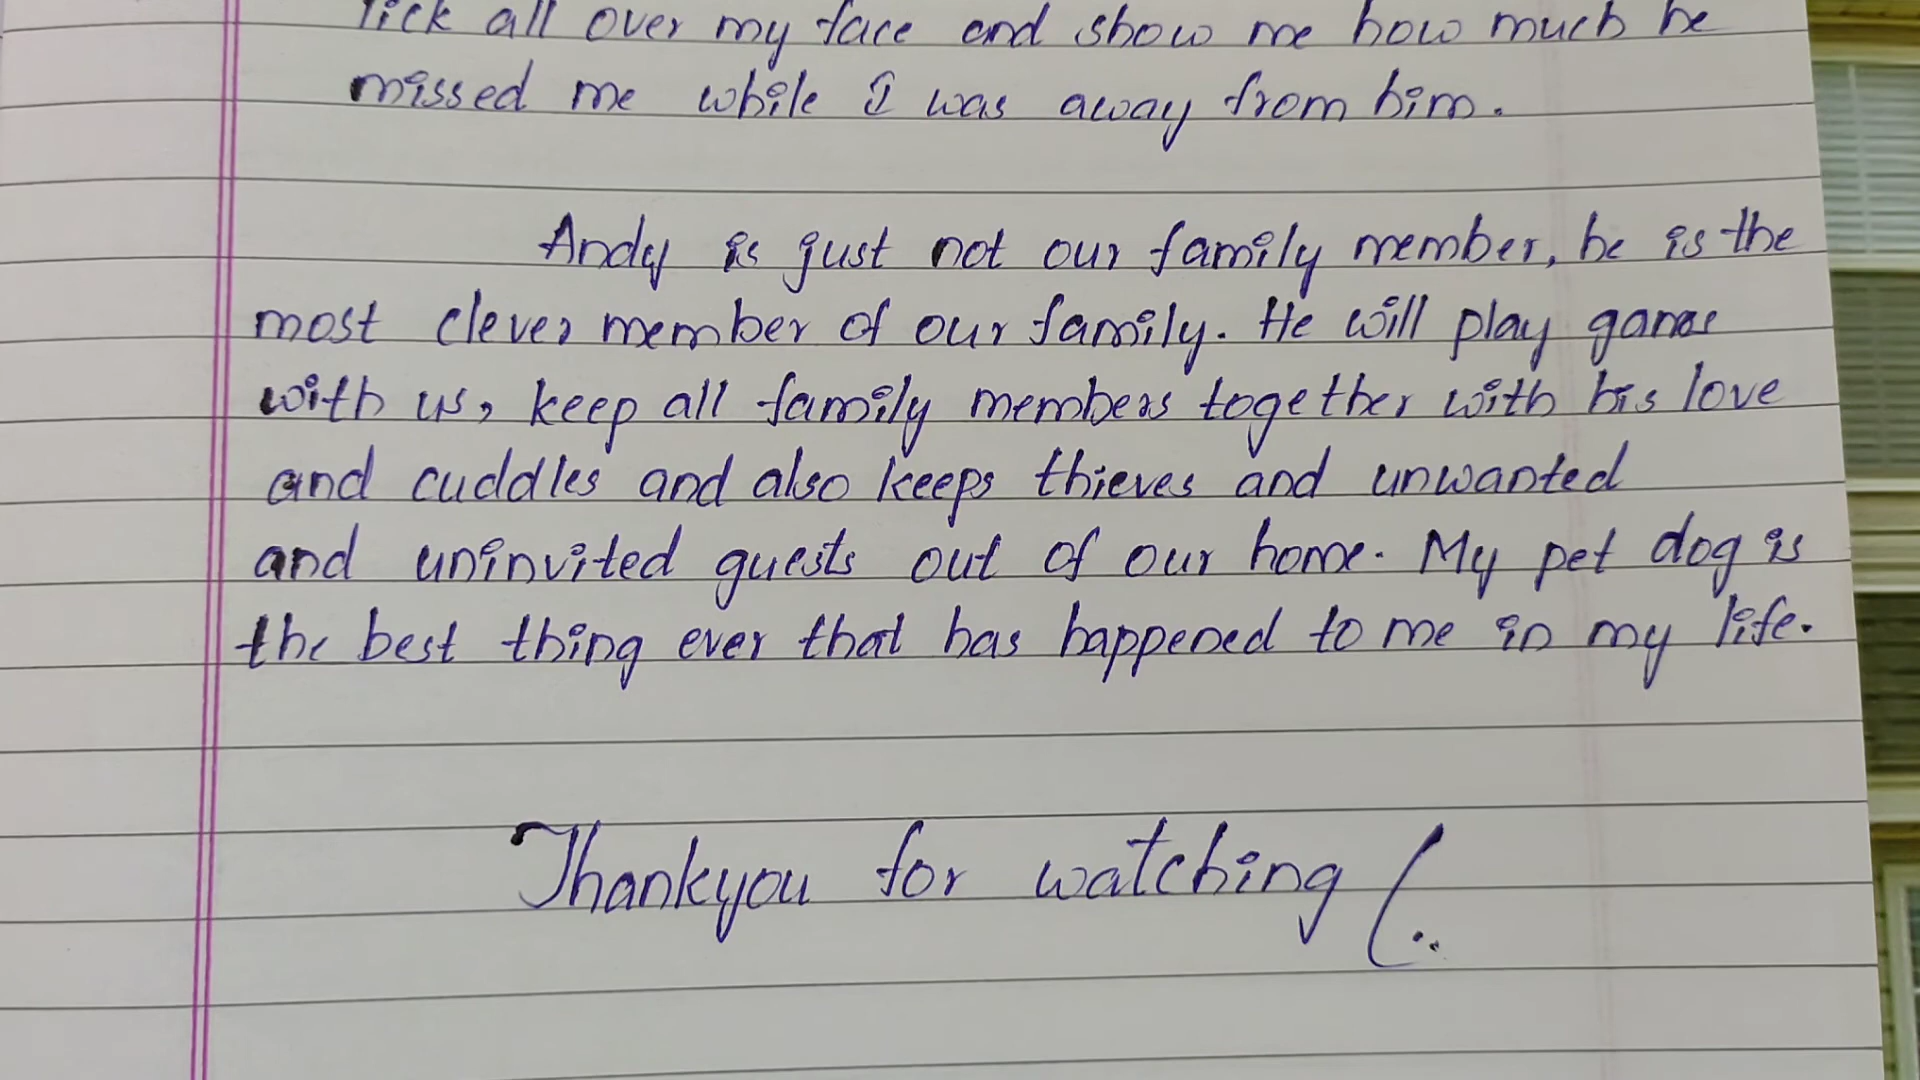 lick all over my face and show me how much he
missed me while I was away from him.
Andy is just not our family member, he is the
most clever member of our family. He will play games
with us, keep all family members together with his love
and cuddles and also keeps thieves and unwanted
and uninvited guests out of our home. My pet dog is
the best thing ever that has happened to me in my life.
Thankyou for watching (..